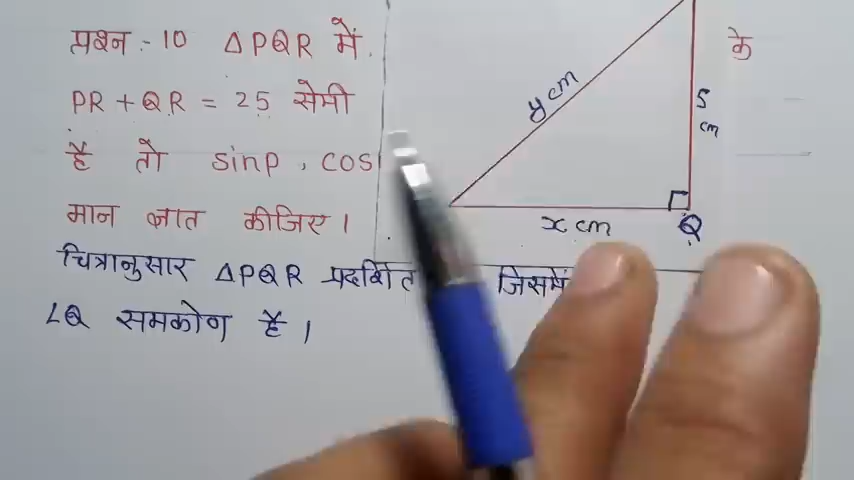 प्रश्न :- 10 ΔPQR में
PR + QR = 25 सेमी
है तो sinp, cos
मान ज्ञात कीजिए।
के
y cm
5
cm
x cm
Q
चित्रानुसार ΔPQR प्रदर्शित जिसमें
∠Q समकोण है।